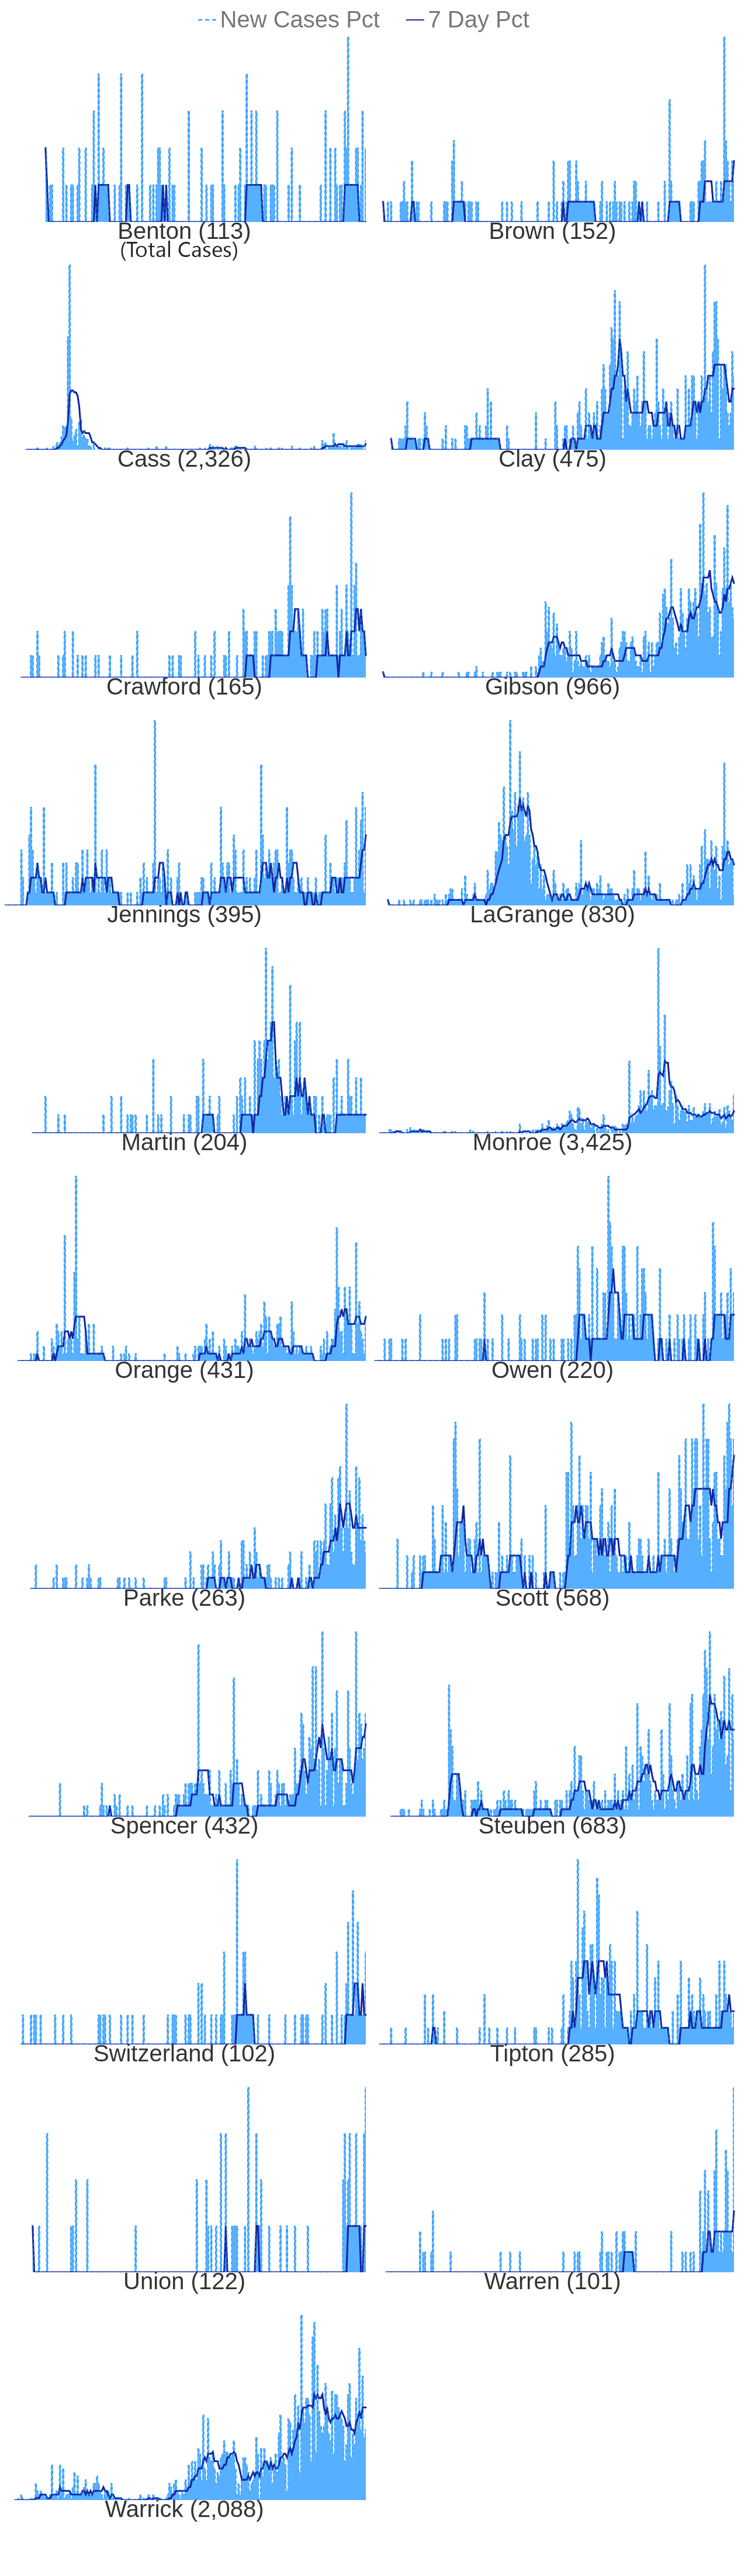 New Cases Pct 7 Day Pct
Benton (113) Brown (152)
(Total Cases)
Cass (2,326) Clay (475)
Crawford (165) Gibson (966)
Jennings (395) LaGrange (830)
Martin (204) Monroe (3,425)
Orange (431) Owen (220)
Parke (263) Scott (568)
Spencer (432) Steuben (683)
Switzerland (102) Tipton (285)
Union (122) Warren (101)
Warrick (2,088)